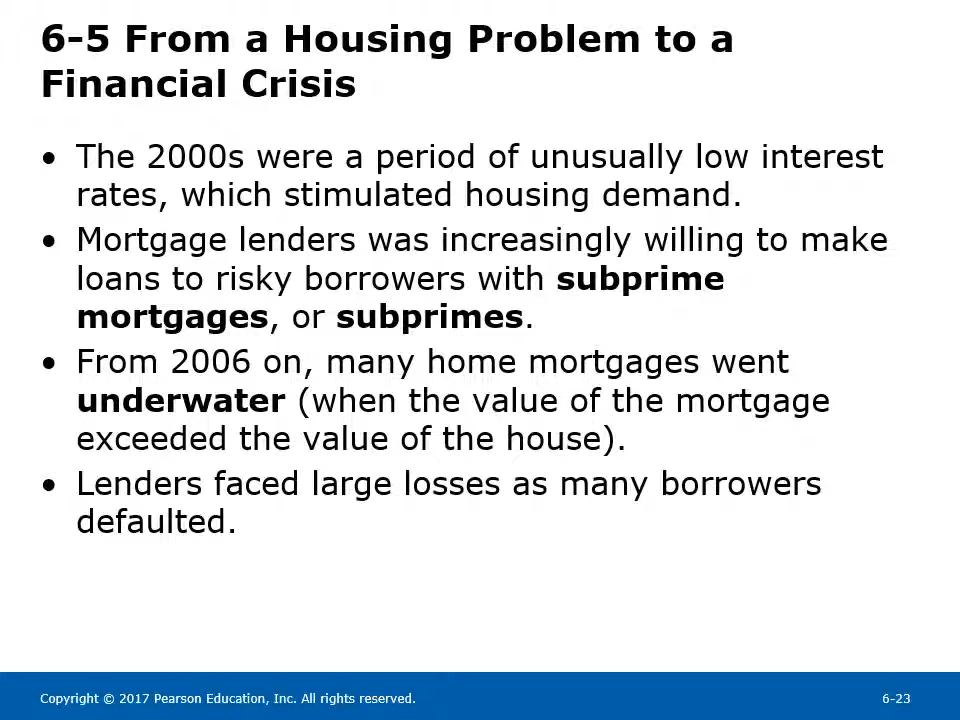 6-5 From a Housing Problem to a
Financial Crisis
• The 2000s were a period of unusually low interest
rates, which stimulated housing demand.
• Mortgage lenders was increasingly willing to make
loans to risky borrowers with subprime
mortgages, or subprimes.
• From 2006 on, many home mortgages went
underwater (when the value of the mortgage
exceeded the value of the house).
• Lenders faced large losses as many borrowers
defaulted.
Copyright © 2017 Pearson Education, Inc. All rights reserved.
6-23